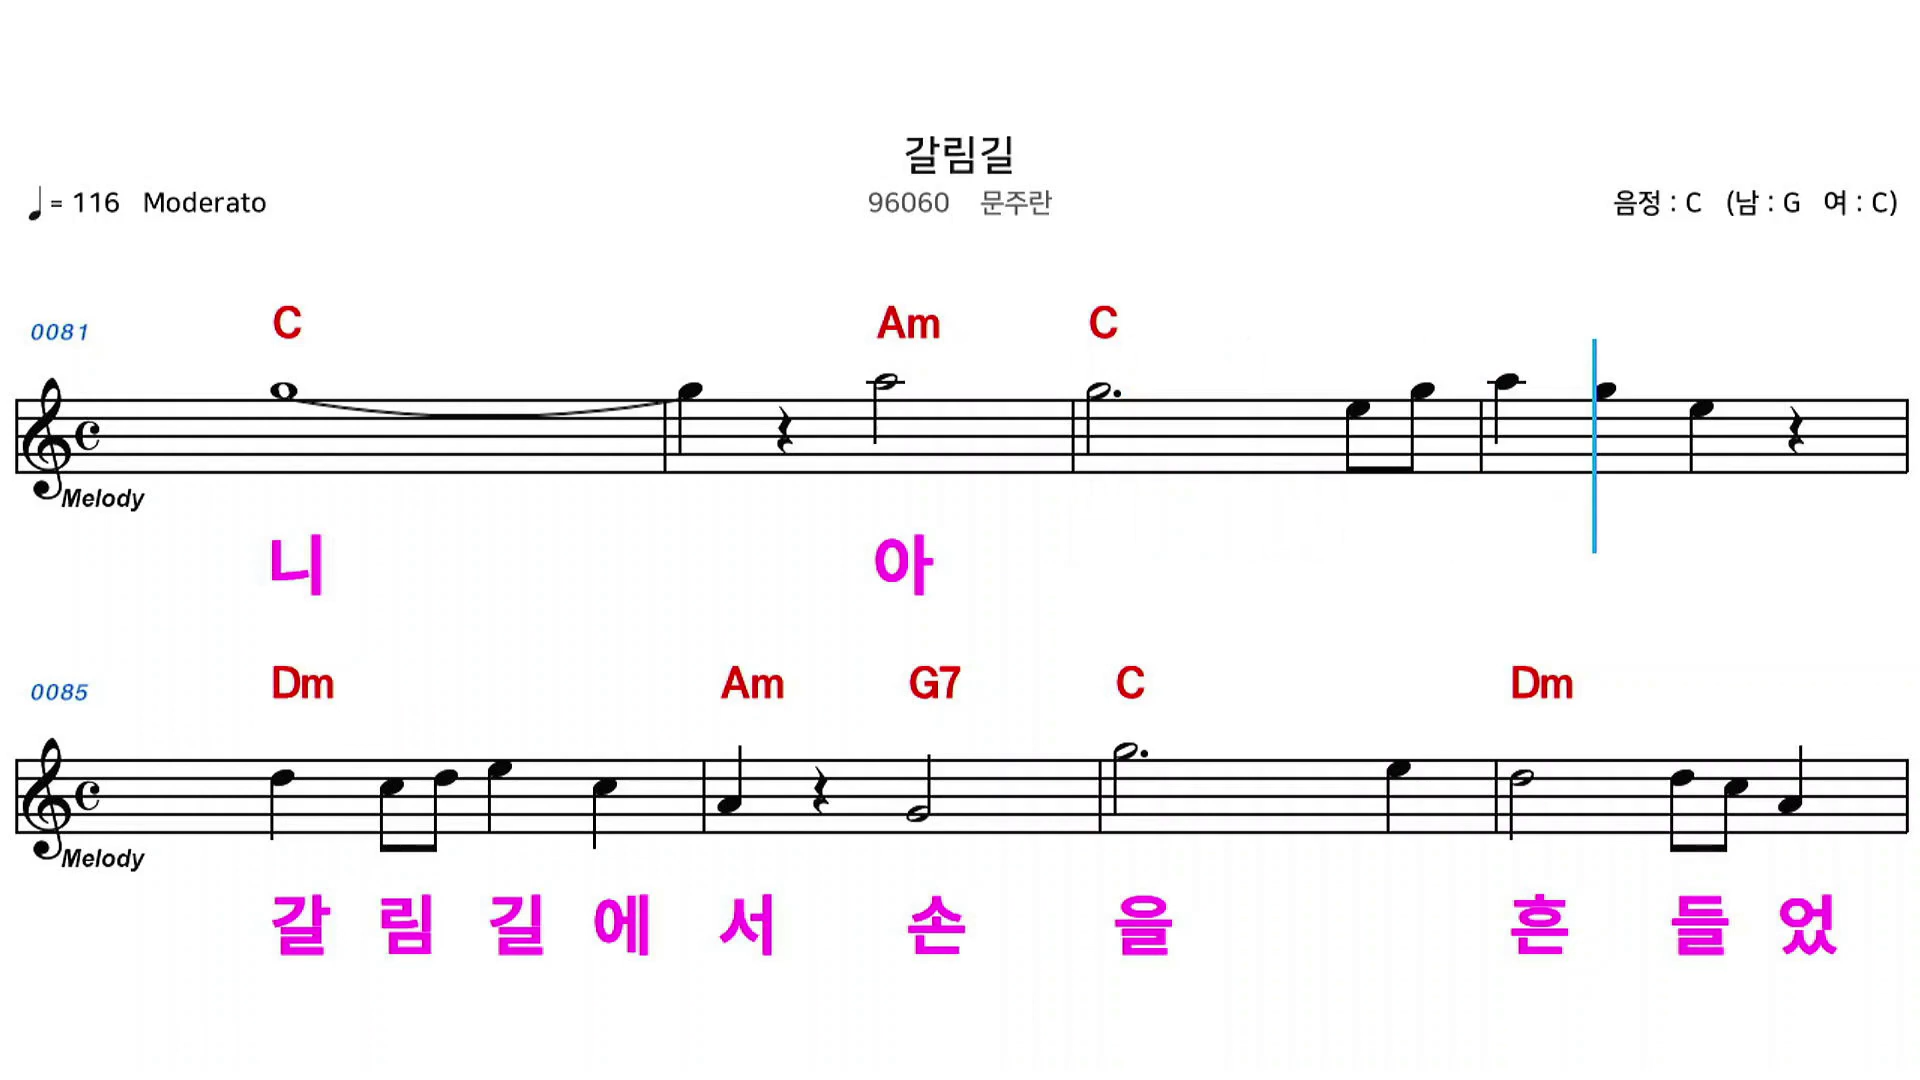 갈림길
= 116 Moderato 96060 문주란 음정 : C (남 : G 여 : C)
0081 C Am C
Melody
니 아
0085 Dm Am G7 C Dm
Melody
갈 림 길 에 서 손 을 흔 들 었